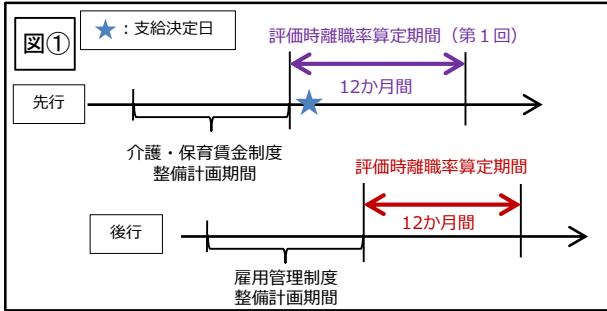 図①
★：支給決定日
評価時離職率算定期間（第１回）
12か月間
先行
介護・保育賃金制度
整備計画期間
評価時離職率算定期間
12か月間
後行
雇用管理制度
整備計画期間